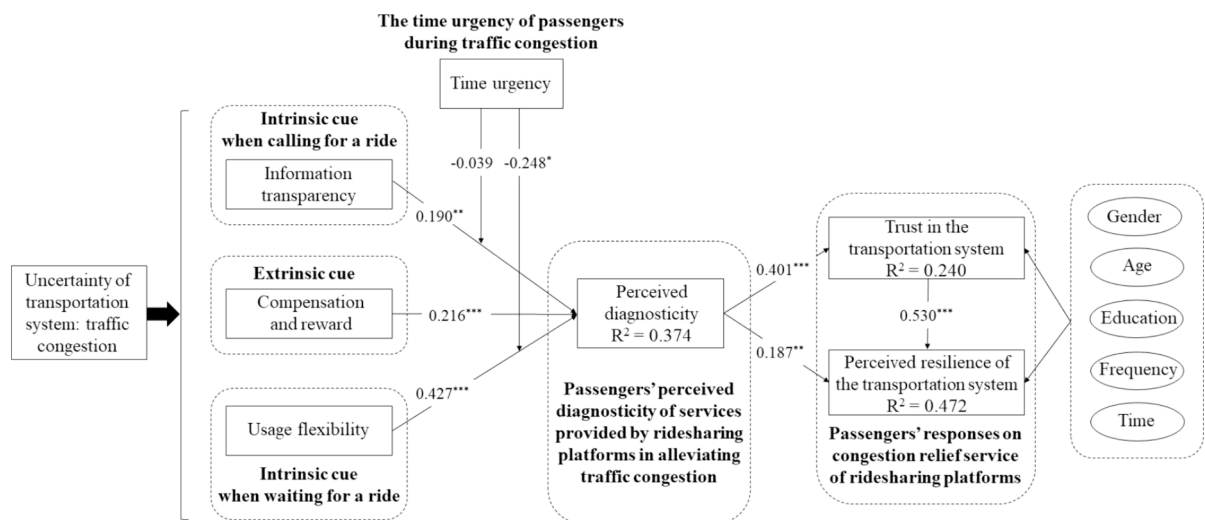 The time urgency of passengers
during traffic congestion
Time urgency
-0.039
-0.248*
Uncertainty of
transportation
system: traffic
congestion
Intrinsic cue
when calling for a ride
Information
transparency
0.190**
Extrinsic cue
Compensation
and reward
0.216***
Usage flexibility
Intrinsic cue
when waiting for a ride
0.427***
Perceived
diagnosticity
R² = 0.374
Passengers’ perceived
diagnosticity of services
provided by ridesharing
platforms in alleviating
traffic congestion
0.401***
0.187**
Trust in the
transportation system
R² = 0.240
0.530***
Perceived resilience of
the transportation system
R² = 0.472
Passengers’ responses on
congestion relief service
of ridesharing platforms
Gender
Age
Education
Frequency
Time